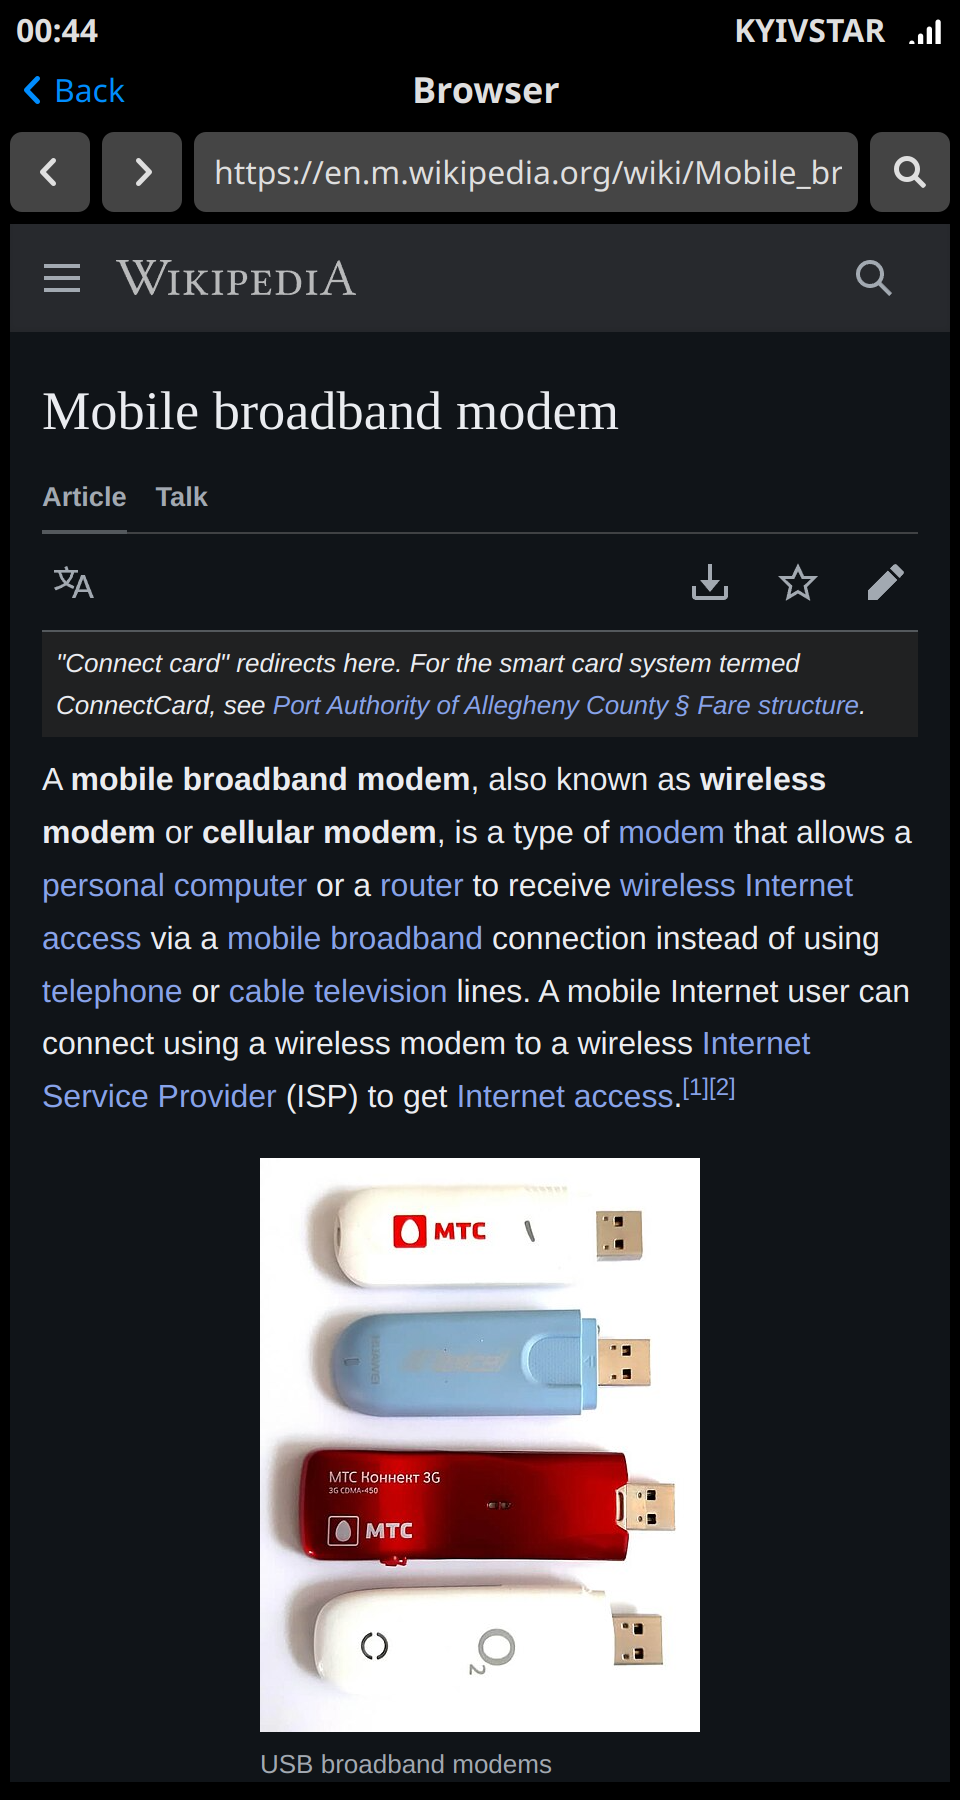 00:44 KYIVSTAR
Back Browser
https://en.m.wikipedia.org/wiki/Mobile_br
WIKIPEDIA
Mobile broadband modem
Article Talk
"Connect card" redirects here. For the smart card system termed
ConnectCard, see Port Authority of Allegheny County § Fare structure.
A mobile broadband modem, also known as wireless
modem or cellular modem, is a type of modem that allows a
personal computer or a router to receive wireless Internet
access via a mobile broadband connection instead of using
telephone or cable television lines. A mobile Internet user can
connect using a wireless modem to a wireless Internet
Service Provider (ISP) to get Internet access.[1][2]
МТС
HUAWEI
МТС Коннект 3G
3G CDMA-450
МТС
O2
USB broadband modems